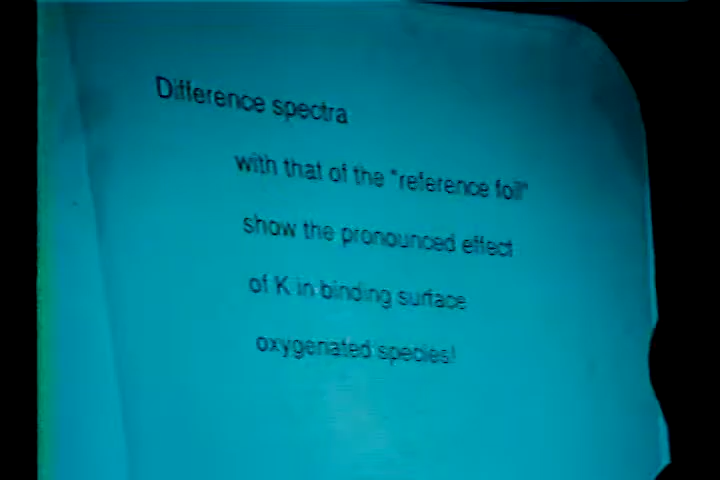 Difference spectra
with that of the "reference foil"
show the pronounced effect
of K in binding surface
oxygenated species!